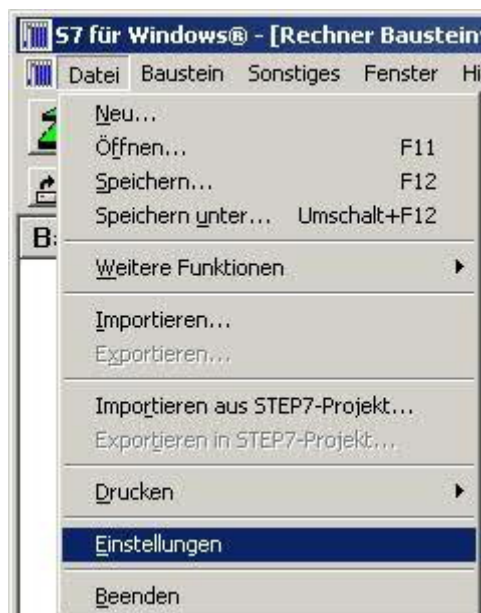 S7 für Windows® - [Rechner Baustein
Datei Baustein Sonstiges Fenster Hi
Neu...
Öffnen... F11
Speichern... F12
Speichern unter... Umschalt+F12
Weitere Funktionen
Importieren...
Exportieren...
Importieren aus STEP7-Projekt...
Exportieren in STEP7-Projekt...
Drucken
Einstellungen
Beenden